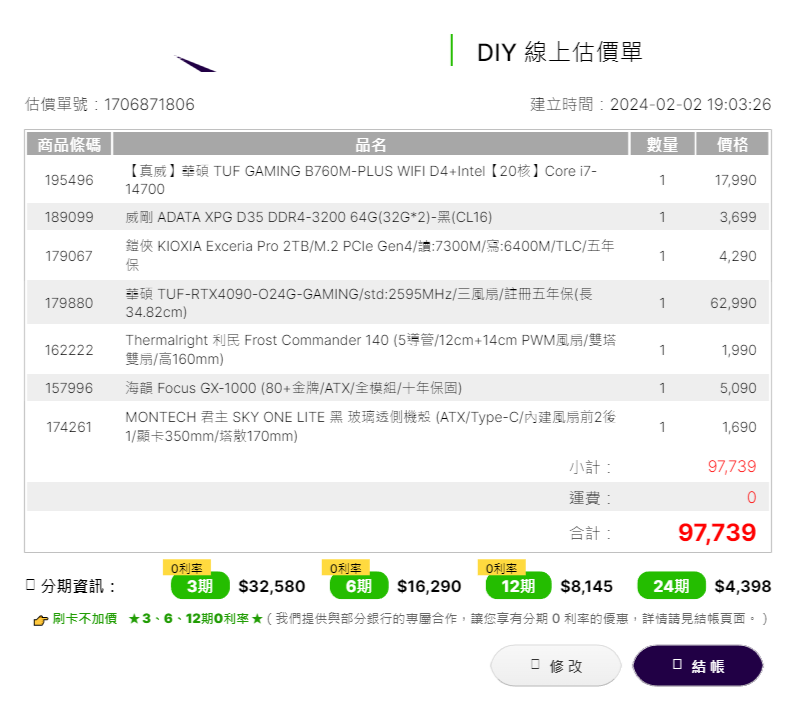 DIY 線上估價單
估價單號：1706871806
建立時間：2024-02-02 19:03:26
商品條碼 品名 數量 價格
195496 【真威】華碩 TUF GAMING B760M-PLUS WIFI D4+Intel【20核】Core i7-
14700 1 17,990
189099 威剛 ADATA XPG D35 DDR4-3200 64G(32G*2)-黑(CL16) 1 3,699
179067 鎧俠 KIOXIA Exceria Pro 2TB/M.2 PCIe Gen4/讀:7300M/寫:6400M/TLC/五年
保 1 4,290
179880 華碩 TUF-RTX4090-O24G-GAMING/std:2595MHz/三風扇/註冊五年保(長
34.82cm) 1 62,990
162222 Thermalright 利民 Frost Commander 140 (5導管/12cm+14cm PWM風扇/雙塔
雙扇/高160mm) 1 1,990
157996 海韻 Focus GX-1000 (80+金牌/ATX/全模組/十年保固) 1 5,090
174261 MONTECH 君主 SKY ONE LITE 黑 玻璃透側機殼 (ATX/Type-C/內建風扇前2後
1/顯卡350mm/塔散170mm) 1 1,690
小計： 97,739
運費： 0
合計： 97,739
0利率 0利率 0利率
分期資訊： 3期 $32,580 6期 $16,290 12期 $8,145 24期 $4,398
👉 刷卡不加價 ★3、6、12期0利率★ ( 我們提供與部分銀行的專屬合作，讓您享有分期 0 利率的優惠，詳情請見結帳頁面。)
修改 結帳